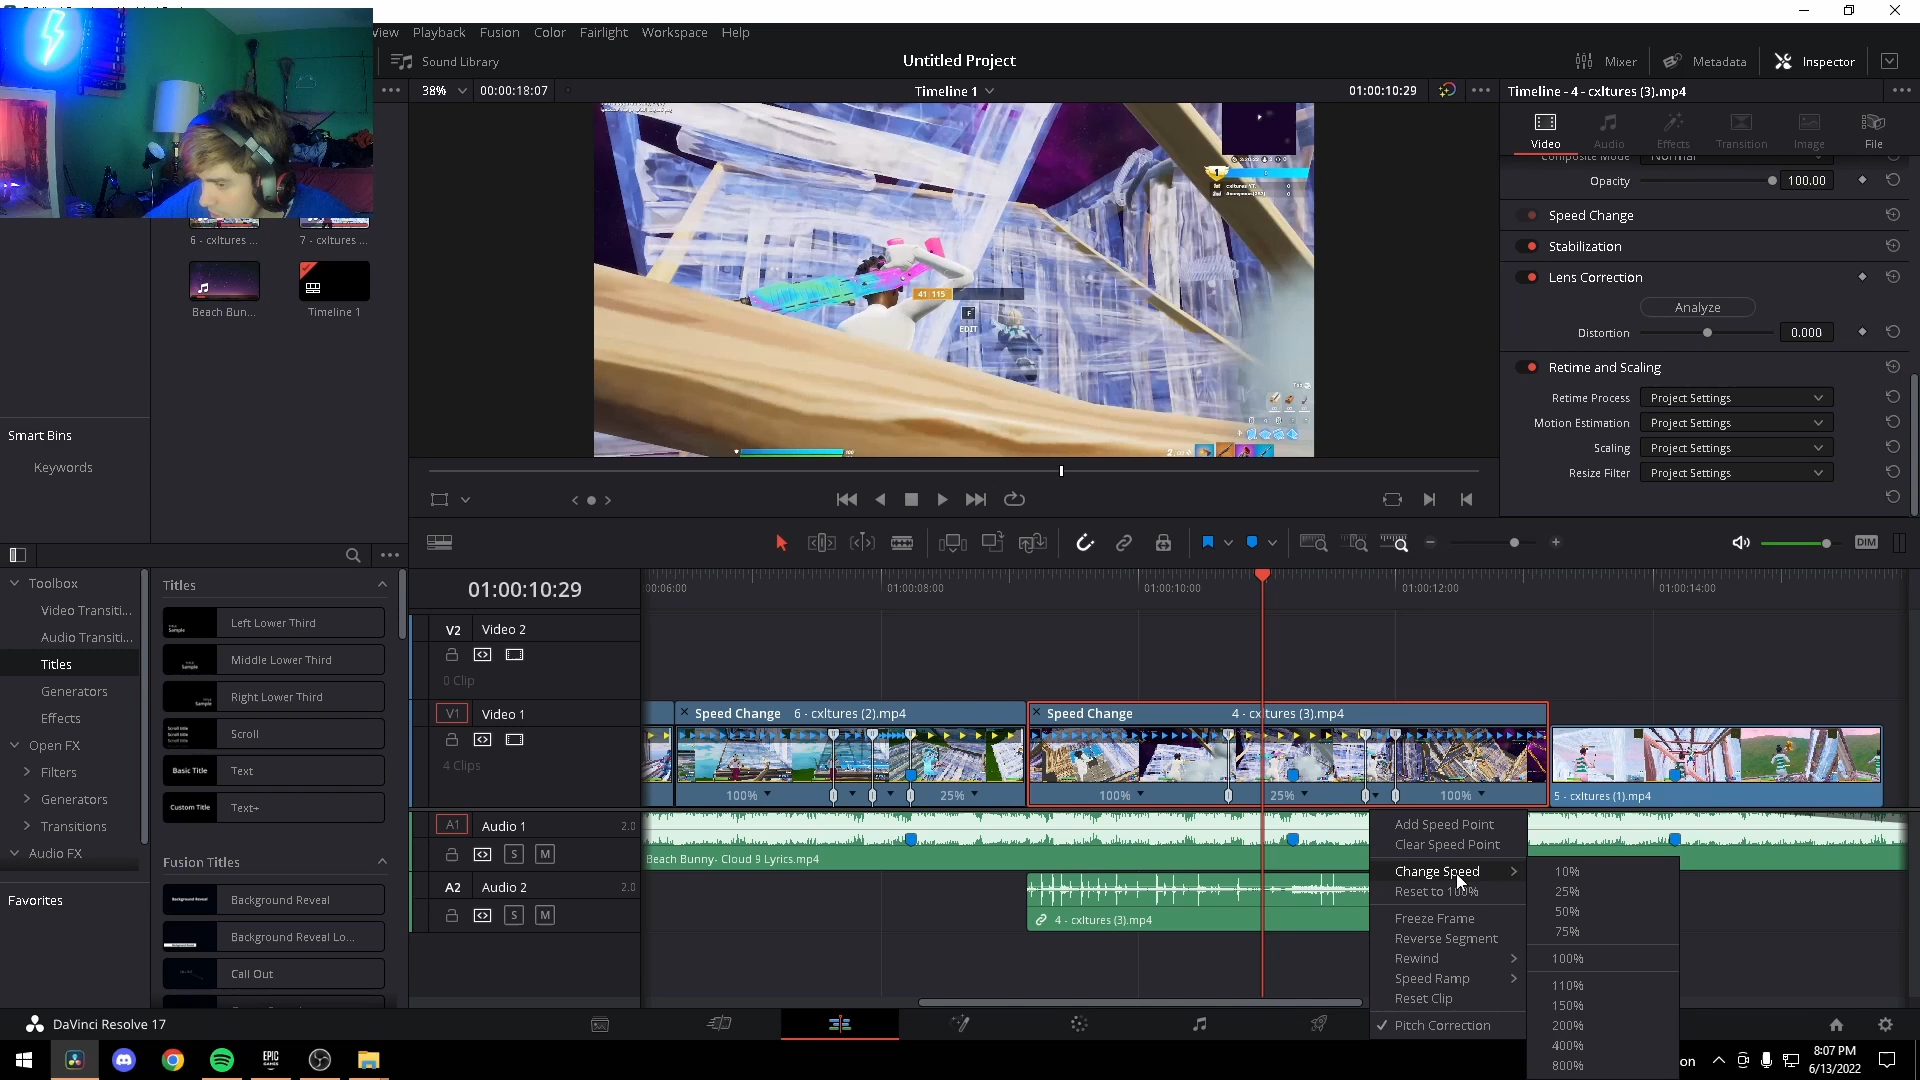 View Playback Fusion Color Fairlight Workspace Help
Sound Library
Untitled Project
Mixer
Metadata
Inspector
38%
00:00:18:07
Timeline 1
01:00:10:29
Timeline - 4 - cxltures (3).mp4
Video
Audio
Effects
Transition
Image
File
Composite Mode
Normal
Opacity
100.00
Speed Change
Stabilization
Lens Correction
Analyze
Distortion
0.000
Retime and Scaling
Retime Process
Project Settings
Motion Estimation
Project Settings
Scaling
Project Settings
Resize Filter
Project Settings
6 - cxltures ...
7 - cxltures ...
Beach Bun...
Timeline 1
Smart Bins
Keywords
41 115
F
EDIT
DIM
Toolbox
Video Transiti...
Audio Transiti...
Titles
Generators
Effects
Open FX
Filters
Generators
Transitions
Audio FX
Favorites
Titles
Left Lower Third
Middle Lower Third
Right Lower Third
Scroll
Basic Title
Text
Custom Title
Text+
Fusion Titles
Background Reveal
Background Reveal Lo...
Call Out
01:00:10:29
:00:06:00
01:00:08:00
01:00:10:00
01:00:12:00
01:00:14:00
V2
Video 2
0 Clip
V1
Video 1
4 Clips
Speed Change
6 - cxltures (2).mp4
Speed Change
4 - cxltures (3).mp4
100%
25%
100%
25%
100%
5 - cxltures (1).mp4
A1
Audio 1
2.0
S
M
Beach Bunny- Cloud 9 Lyrics.mp4
A2
Audio 2
2.0
S
M
4 - cxltures (3).mp4
Add Speed Point
Clear Speed Point
Change Speed
Reset to 100%
Freeze Frame
Reverse Segment
Rewind
Speed Ramp
Reset Clip
Pitch Correction
10%
25%
50%
75%
100%
110%
150%
200%
400%
800%
DaVinci Resolve 17
EPIC
GAMES
8:07 PM
6/13/2022